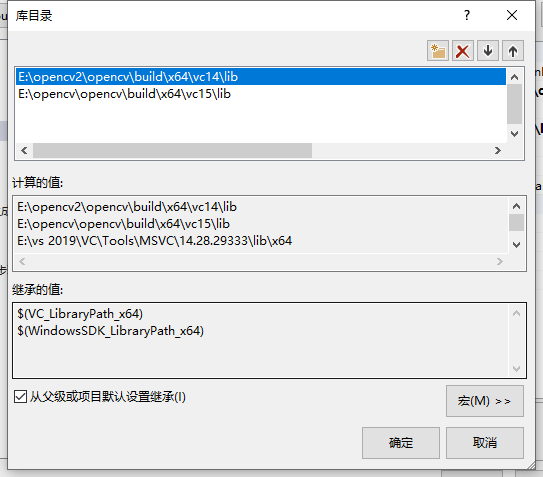 库目录
E:\opencv2\opencv\build\x64\vc14\lib
E:\opencv\opencv\build\x64\vc15\lib
计算的值:
E:\opencv2\opencv\build\x64\vc14\lib
E:\opencv\opencv\build\x64\vc15\lib
E:\vs 2019\VC\Tools\MSVC\14.28.29333\lib\x64
继承的值:
$(VC_LibraryPath_x64)
$(WindowsSDK_LibraryPath_x64)
从父级或项目默认设置继承(I)
宏(M) >>
确定
取消